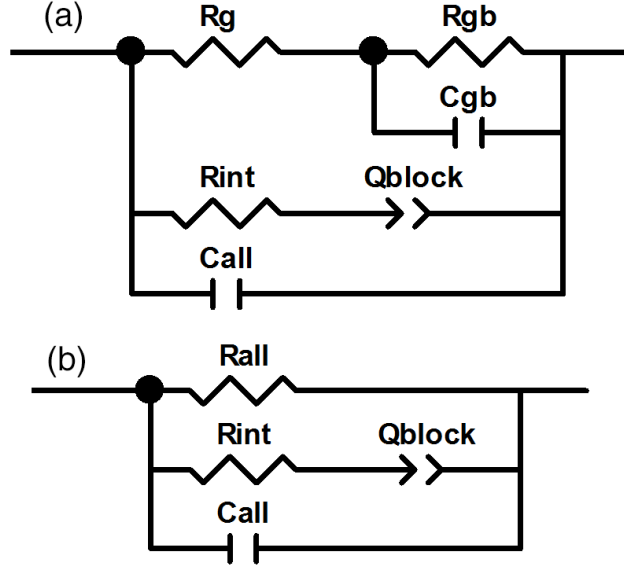 (a)
Rg
Rgb
Cgb
Rint
Qblock
Call
(b)
Rall
Rint
Qblock
Call